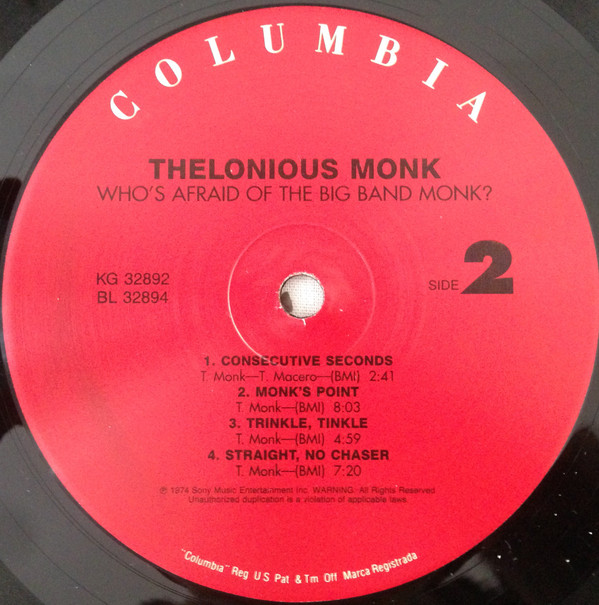 COLUMBIA
THELONIOUS MONK
WHO'S AFRAID OF THE BIG BAND MONK?
KG 32892
BL 32894
SIDE 2
1. CONSECUTIVE SECONDS
T. Monk—T. Macero—(BMI) 2:41
2. MONK'S POINT
T. Monk—(BMI) 8:03
3. TRINKLE, TINKLE
T. Monk—(BMI) 4:59
4. STRAIGHT, NO CHASER
T. Monk—(BMI) 7:20
℗ 1974 Sony Music Entertainment Inc. WARNING: All Rights Reserved
Unauthorized duplication is a violation of applicable laws.
"Columbia" Reg U S Pat & Tm Off Marca Registrada